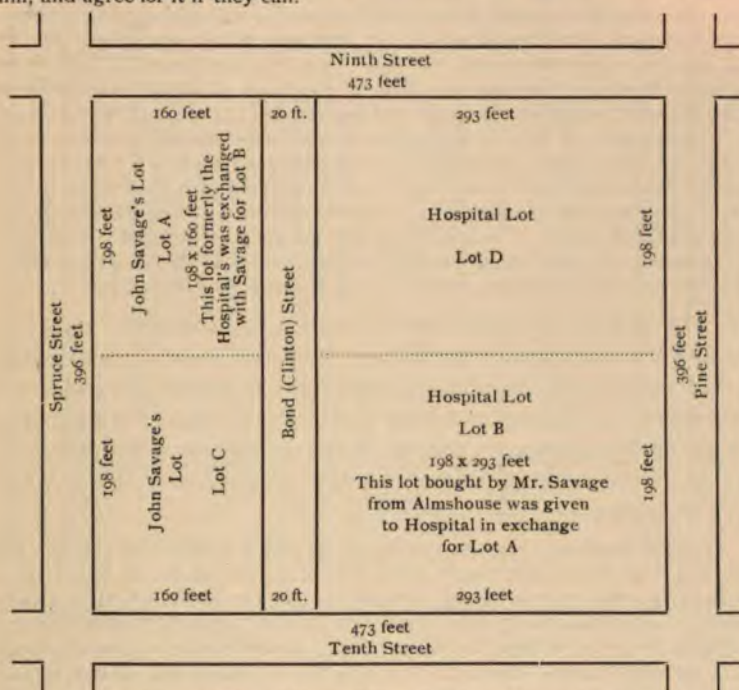 and agree for it if they can.
Ninth Street
473 feet
160 feet
20 ft.
293 feet
198 feet
John Savage's Lot
Lot A
198 x 160 feet
This lot formerly the
Hospital's was exchanged
with Savage for Lot B
Hospital Lot
Lot D
198 feet
Spruce Street
396 feet
Bond (Clinton) Street
396 feet
Pine Street
198 feet
John Savage's
Lot
Lot C
Hospital Lot
Lot B
198 x 293 feet
This lot bought by Mr. Savage
from Almshouse was given
to Hospital in exchange
for Lot A
198 feet
160 feet
20 ft.
293 feet
473 feet
Tenth Street